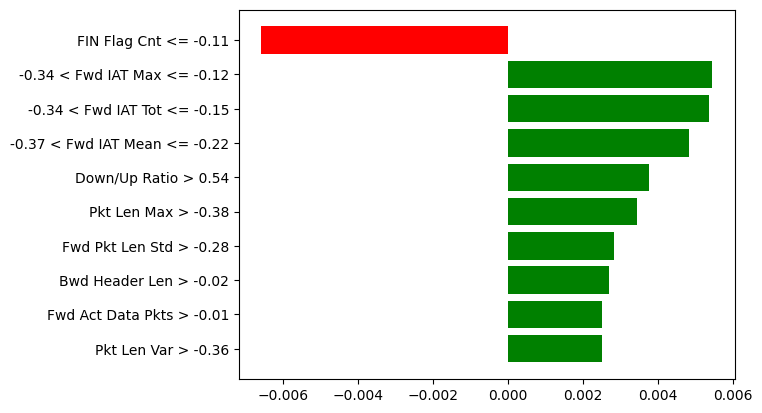 FIN Flag Cnt <= -0.11
-0.34 < Fwd IAT Max <= -0.12
-0.34 < Fwd IAT Tot <= -0.15
-0.37 < Fwd IAT Mean <= -0.22
Down/Up Ratio > 0.54
Pkt Len Max > -0.38
Fwd Pkt Len Std > -0.28
Bwd Header Len > -0.02
Fwd Act Data Pkts > -0.01
Pkt Len Var > -0.36
−0.006 −0.004 −0.002 0.000 0.002 0.004 0.006